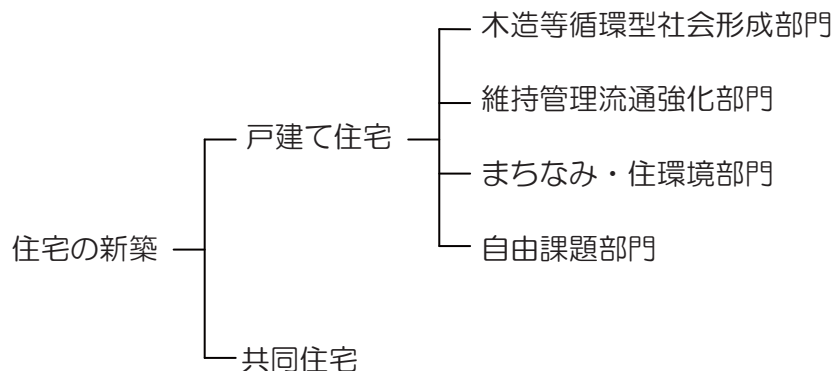 木造等循環型社会形成部門
維持管理流通強化部門
戸建て住宅
まちなみ・住環境部門
住宅の新築
自由課題部門
共同住宅